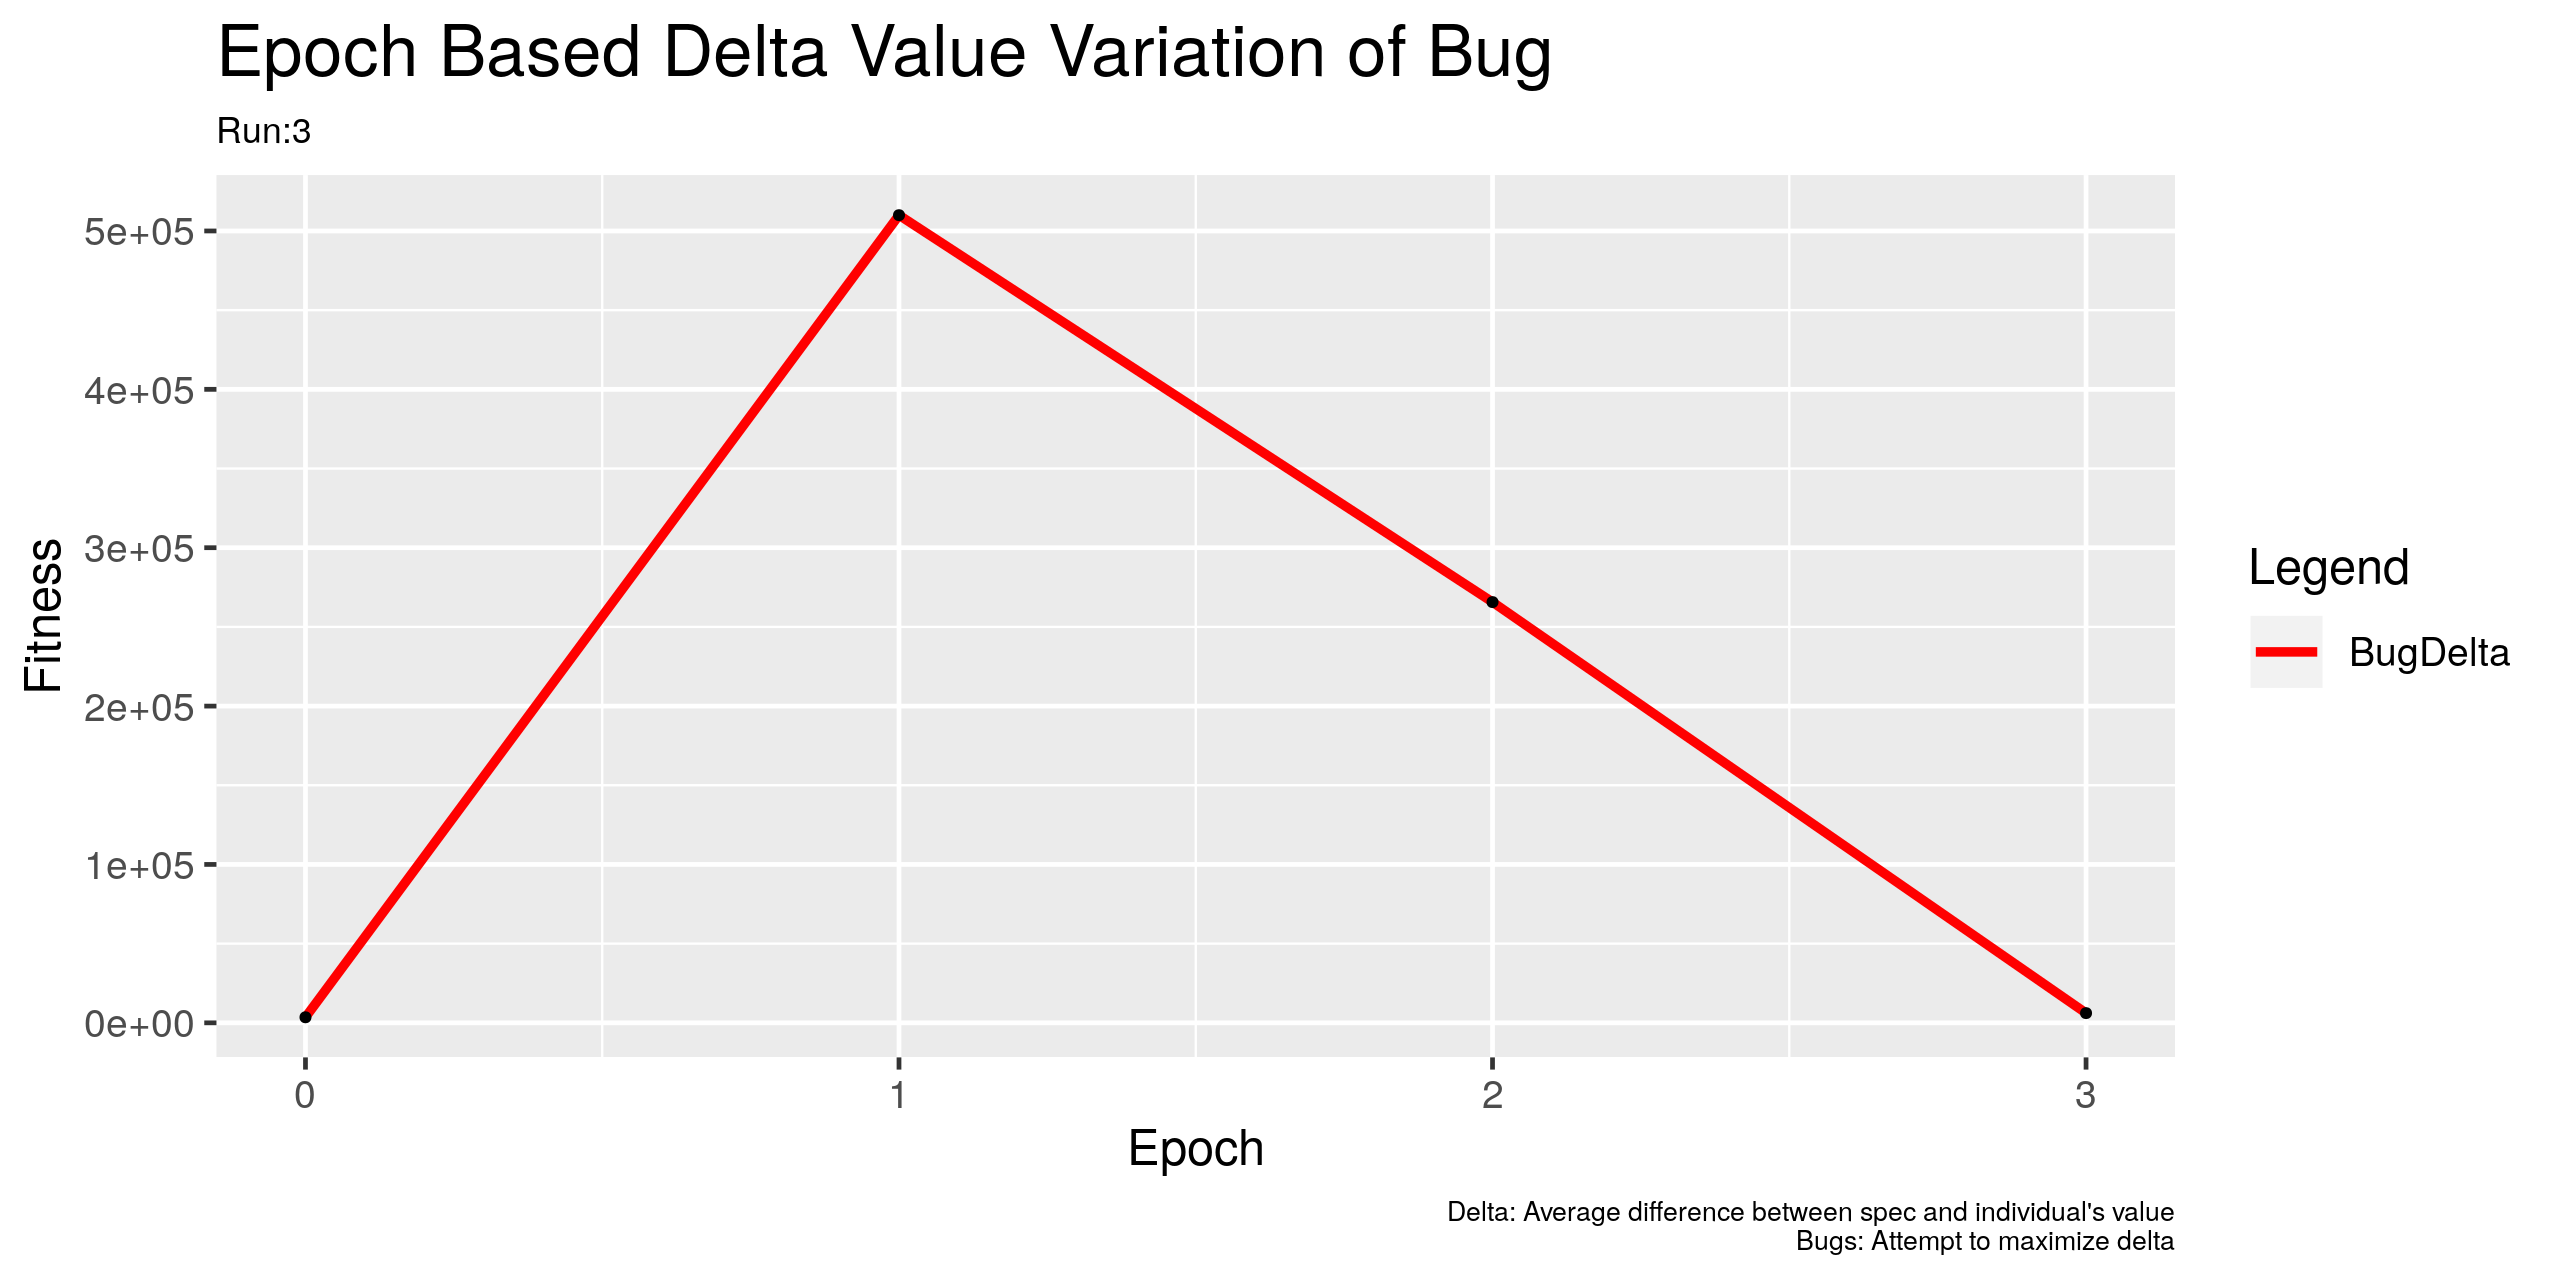 Epoch Based Delta Value Variation of Bug
Run:3
5e+05
4e+05
3e+05
2e+05
1e+05
0e+00
Fitness
0 1 2 3
Epoch
Legend
BugDelta
Delta: Average difference between spec and individual's value
Bugs: Attempt to maximize delta